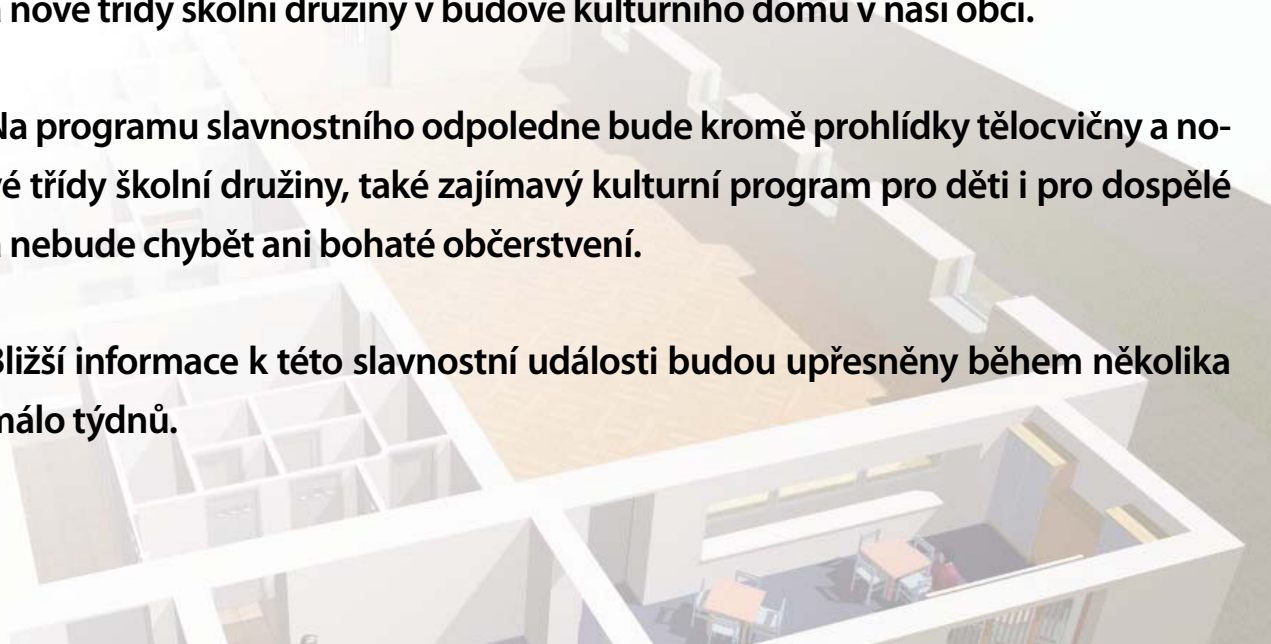 a nové třídy školní družiny v budově kulturního domu v naší obci.
Na programu slavnostního odpoledne bude kromě prohlídky tělocvičny a no-
vé třídy školní družiny, také zajímavý kulturní program pro děti i pro dospělé
a nebude chybět ani bohaté občerstvení.
Bližší informace k této slavnostní události budou upřesněny během několika
málo týdnů.